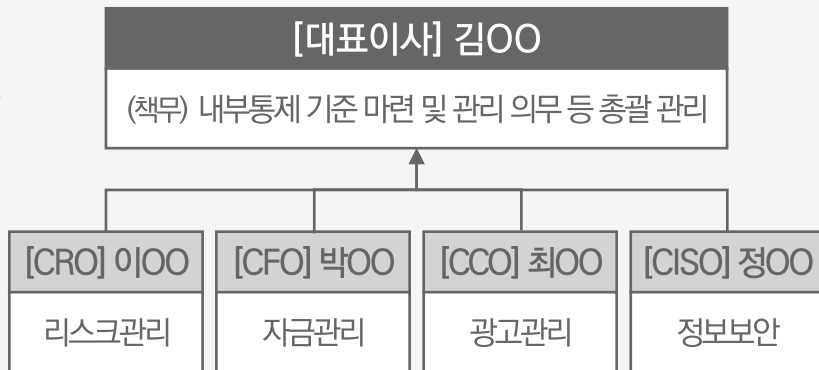 [대표이사] 김OO
(책무) 내부통제 기준 마련 및 관리 의무 등 총괄 관리
[CRO] 이OO
[CFO] 박OO
[CCO] 최OO
[CISO] 정OO
리스크관리
자금관리
광고관리
정보보안